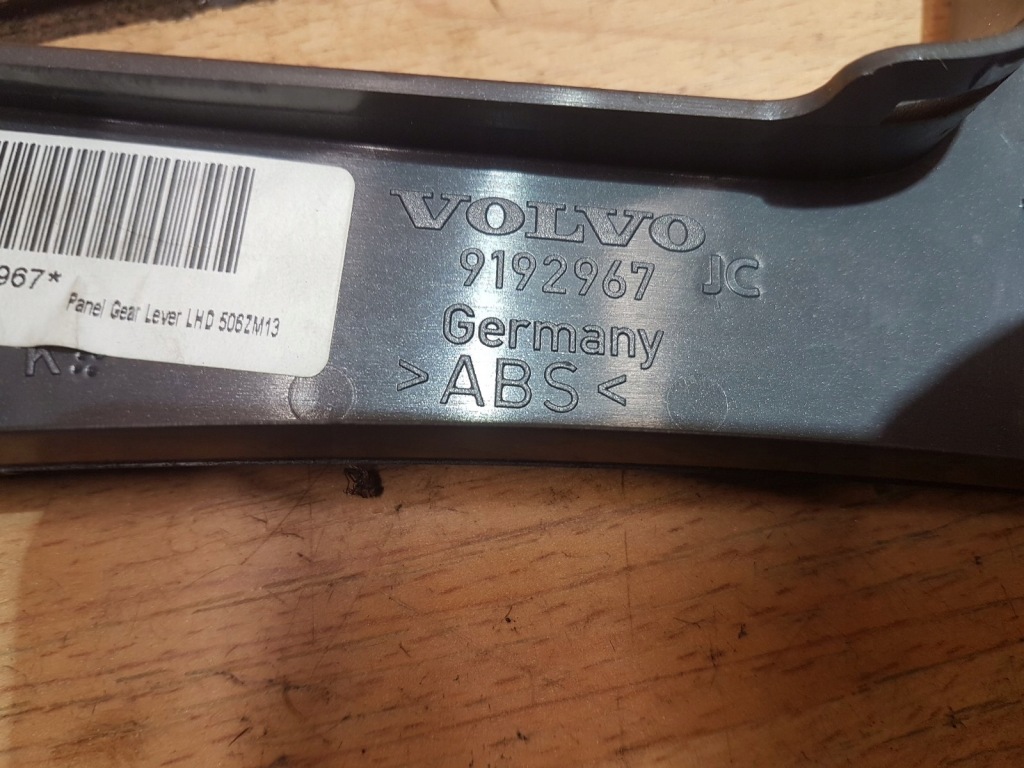 967*
Panel Gear Lever LHD 506ZM13
K
VOLVO
9192967 JC
Germany
>ABS<